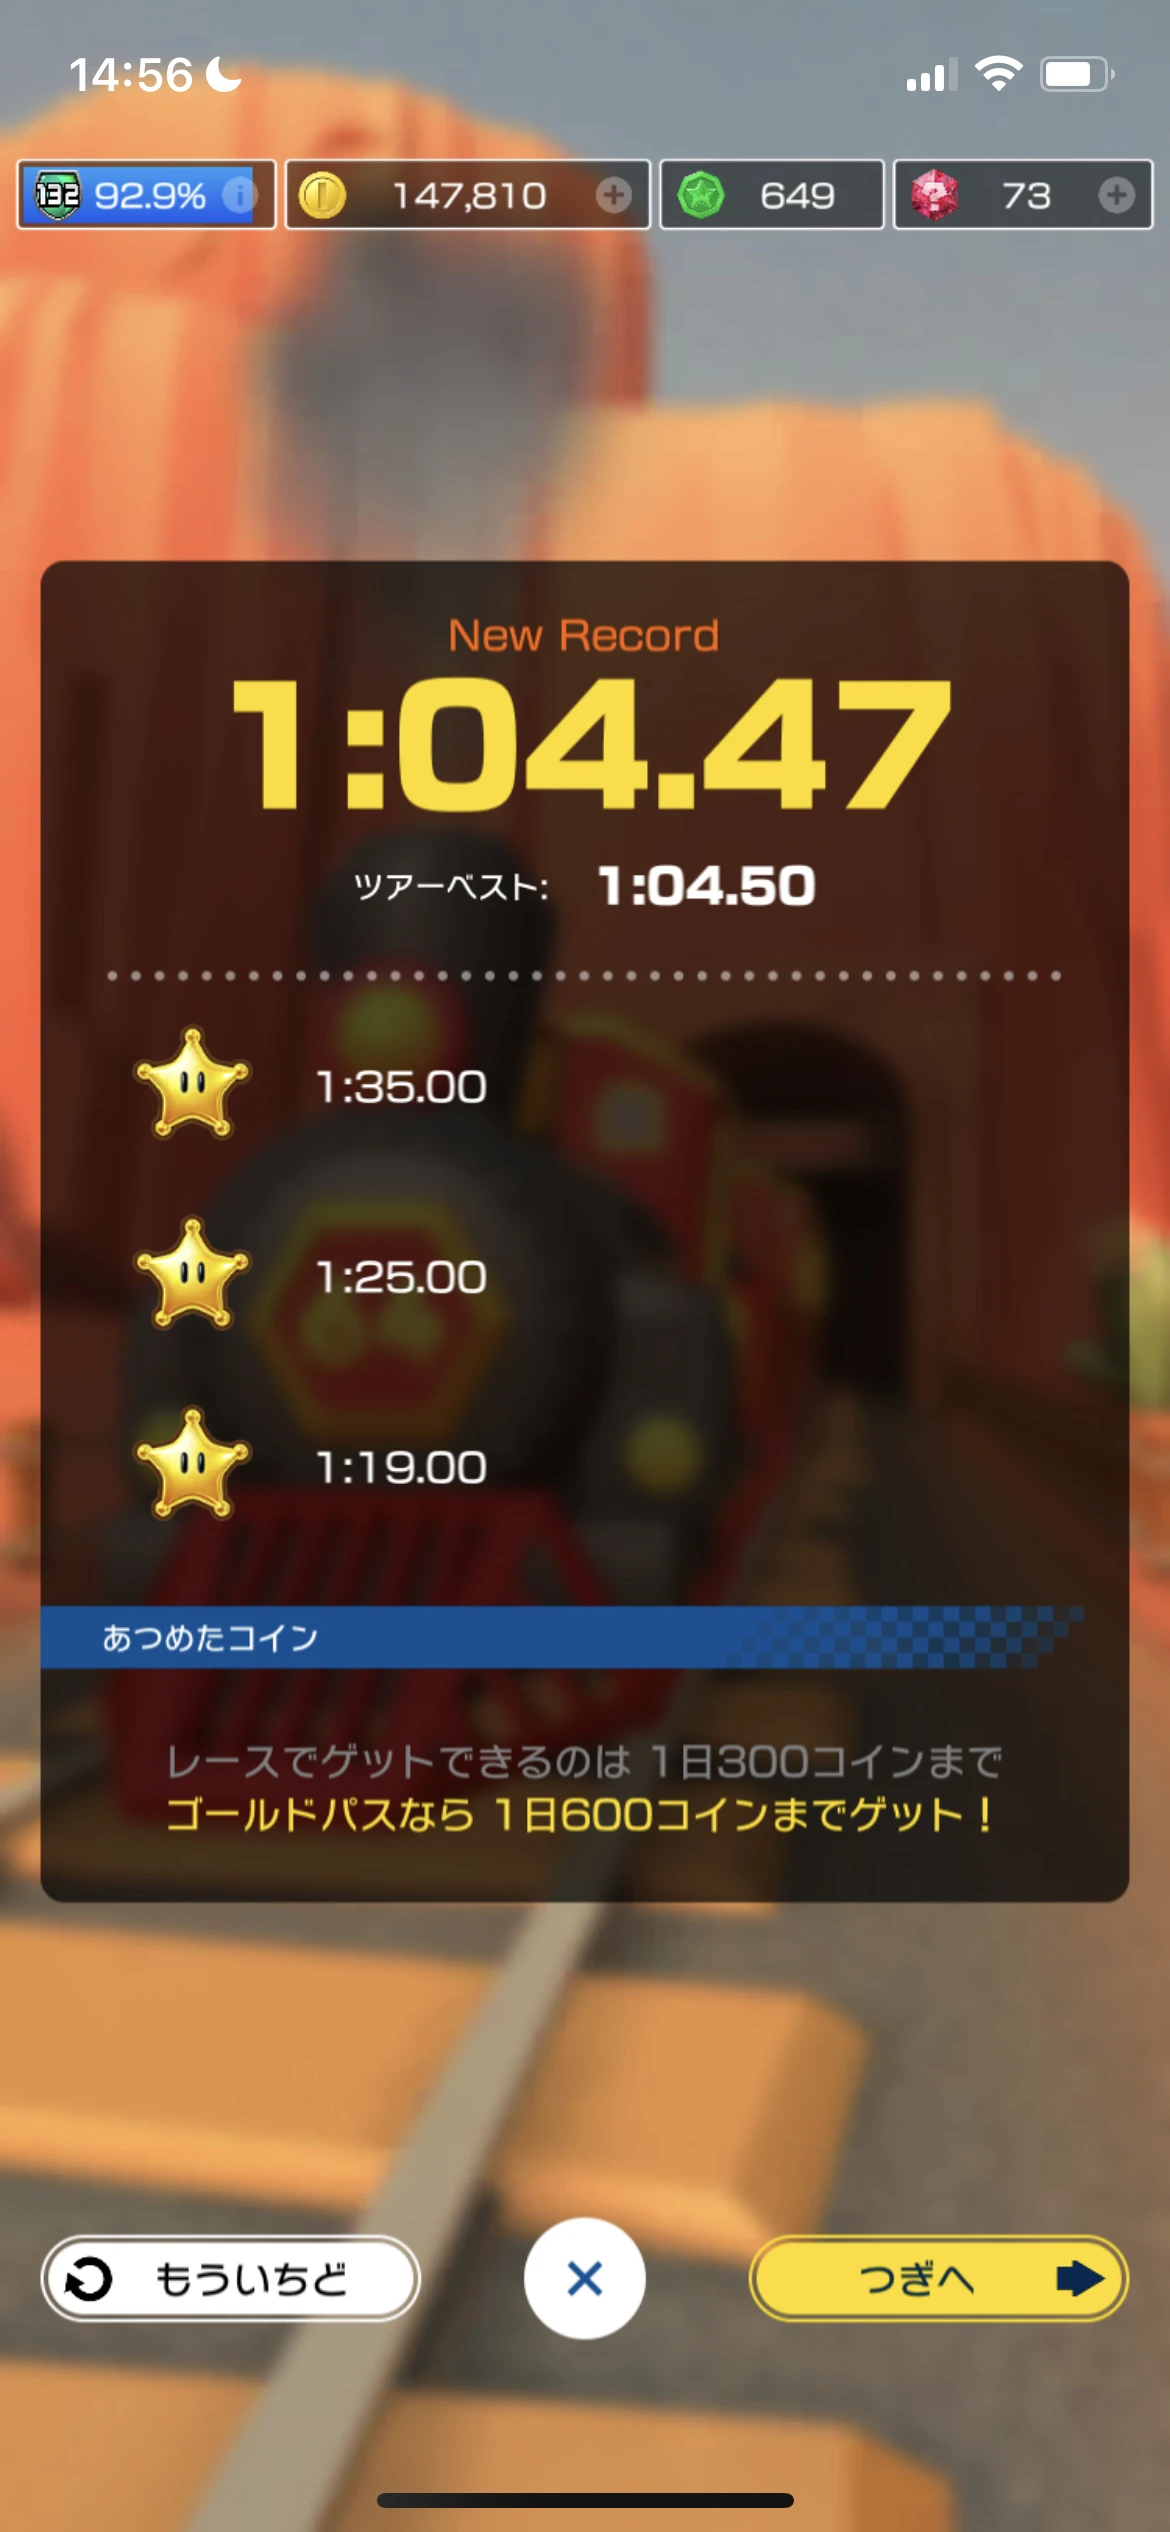 14:56
132 92.9% i 147,810 + 649 ? 73 +
New Record
1:04.47
ツアーベスト: 1:04.50
1:35.00
1:25.00
1:19.00
あつめたコイン
レースでゲットできるのは 1日300コインまで
ゴールドパスなら 1日600コインまでゲット！
もういちど × つぎへ